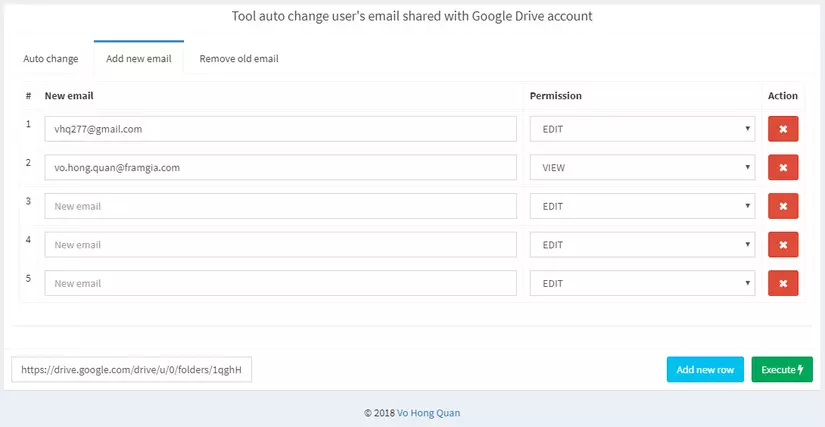 Tool auto change user's email shared with Google Drive account
Auto change Add new email Remove old email
# New email Permission Action
1 vhq277@gmail.com EDIT
2 vo.hong.quan@framgia.com VIEW
3 New email EDIT
4 New email EDIT
5 New email EDIT
https://drive.google.com/drive/u/0/folders/1qghH Add new row Execute
© 2018 Vo Hong Quan